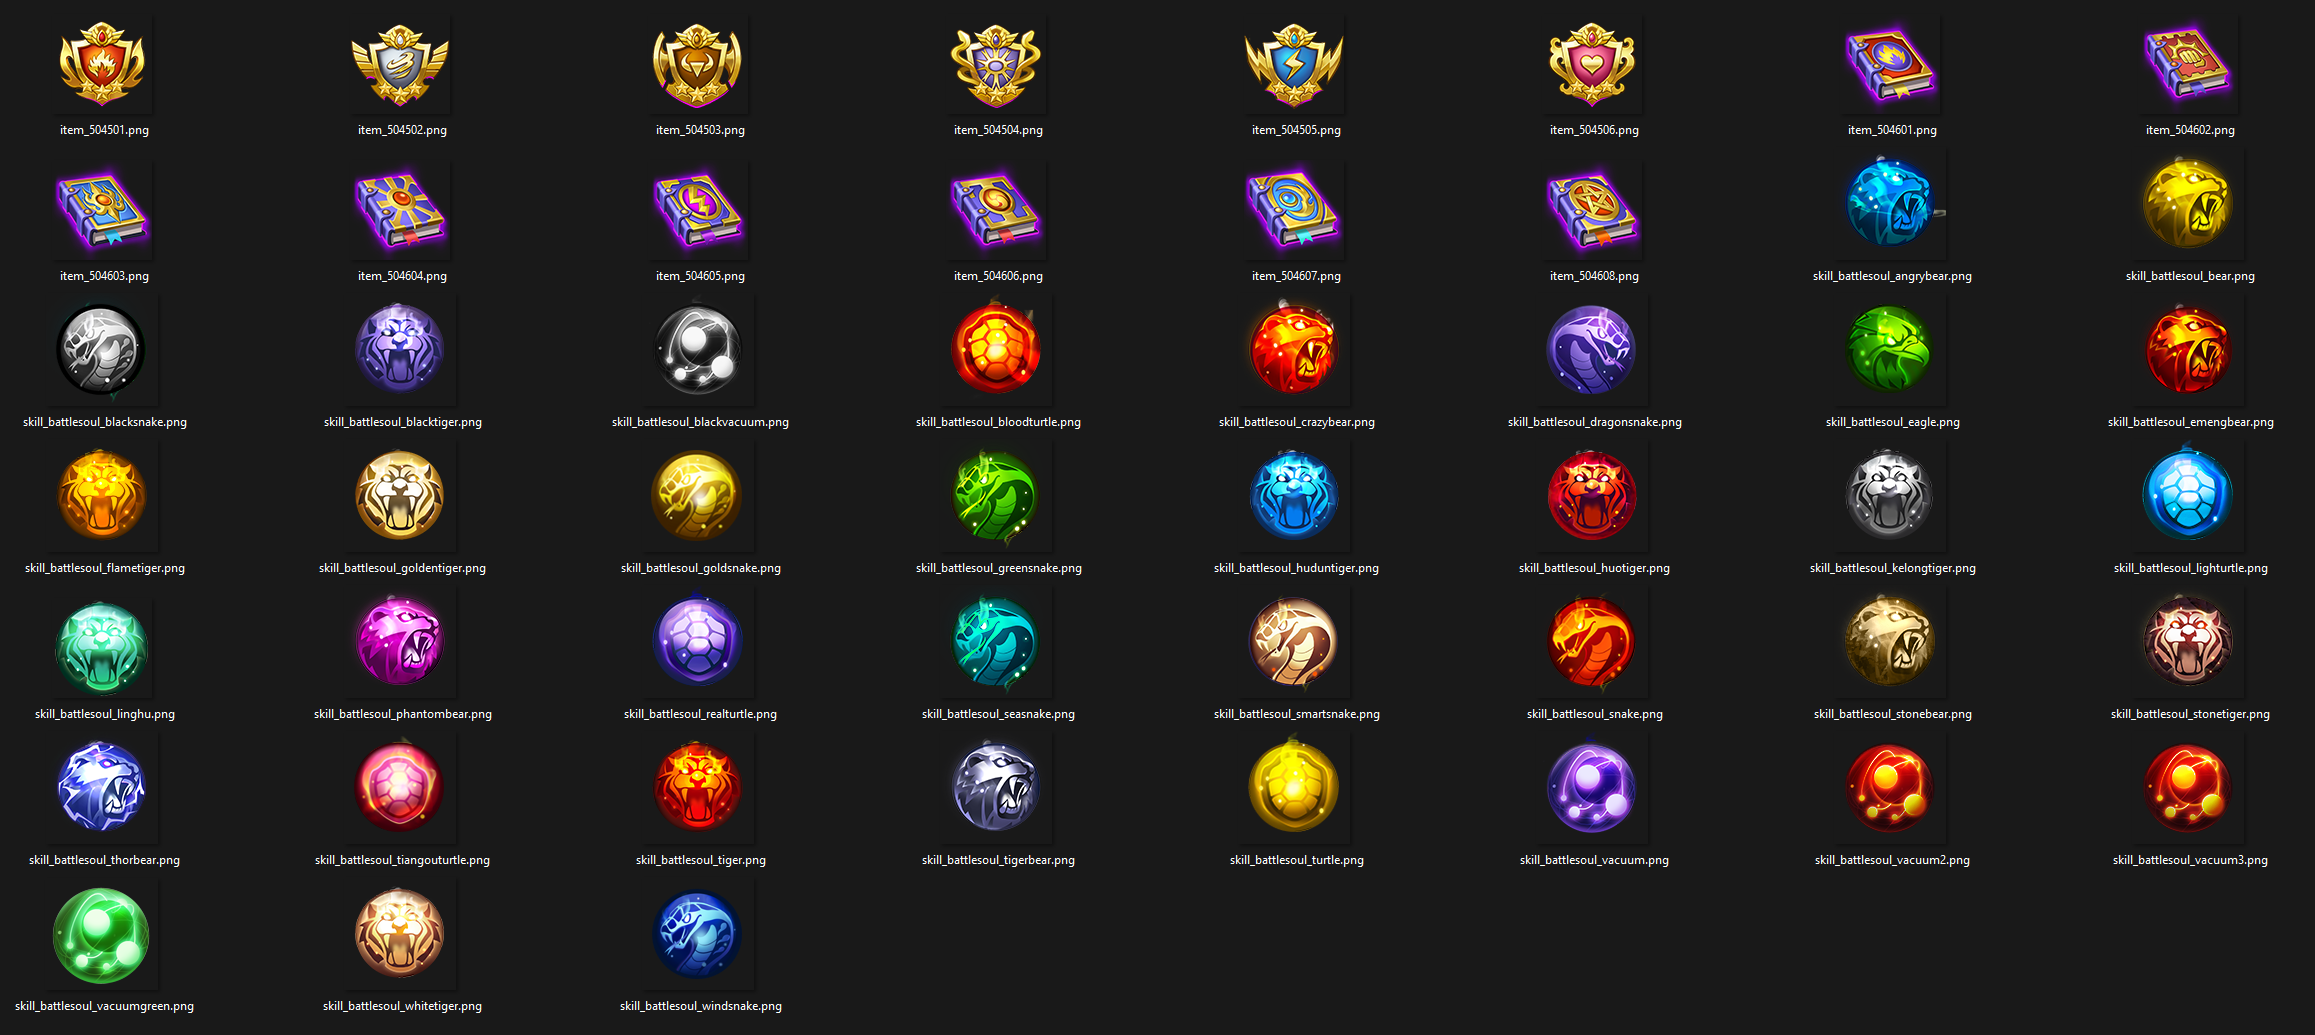 item_504501.png
item_504502.png
item_504503.png
item_504504.png
item_504505.png
item_504506.png
item_504601.png
item_504602.png
item_504603.png
item_504604.png
item_504605.png
item_504606.png
item_504607.png
item_504608.png
skill_battlesoul_angrybear.png
skill_battlesoul_bear.png
skill_battlesoul_blacksnake.png
skill_battlesoul_blacktiger.png
skill_battlesoul_blackvacuum.png
skill_battlesoul_bloodturtle.png
skill_battlesoul_crazybear.png
skill_battlesoul_dragonsnake.png
skill_battlesoul_eagle.png
skill_battlesoul_emengbear.png
skill_battlesoul_flametiger.png
skill_battlesoul_goldentiger.png
skill_battlesoul_goldsnake.png
skill_battlesoul_greensnake.png
skill_battlesoul_huduntiger.png
skill_battlesoul_huotiger.png
skill_battlesoul_kelongtiger.png
skill_battlesoul_lighturtle.png
skill_battlesoul_linghu.png
skill_battlesoul_phantombear.png
skill_battlesoul_realturtle.png
skill_battlesoul_seasnake.png
skill_battlesoul_smartsnake.png
skill_battlesoul_snake.png
skill_battlesoul_stonebear.png
skill_battlesoul_stonetiger.png
skill_battlesoul_thorbear.png
skill_battlesoul_tiangouturtle.png
skill_battlesoul_tiger.png
skill_battlesoul_tigerbear.png
skill_battlesoul_turtle.png
skill_battlesoul_vacuum.png
skill_battlesoul_vacuum2.png
skill_battlesoul_vacuum3.png
skill_battlesoul_vacuumgreen.png
skill_battlesoul_whitetiger.png
skill_battlesoul_windsnake.png